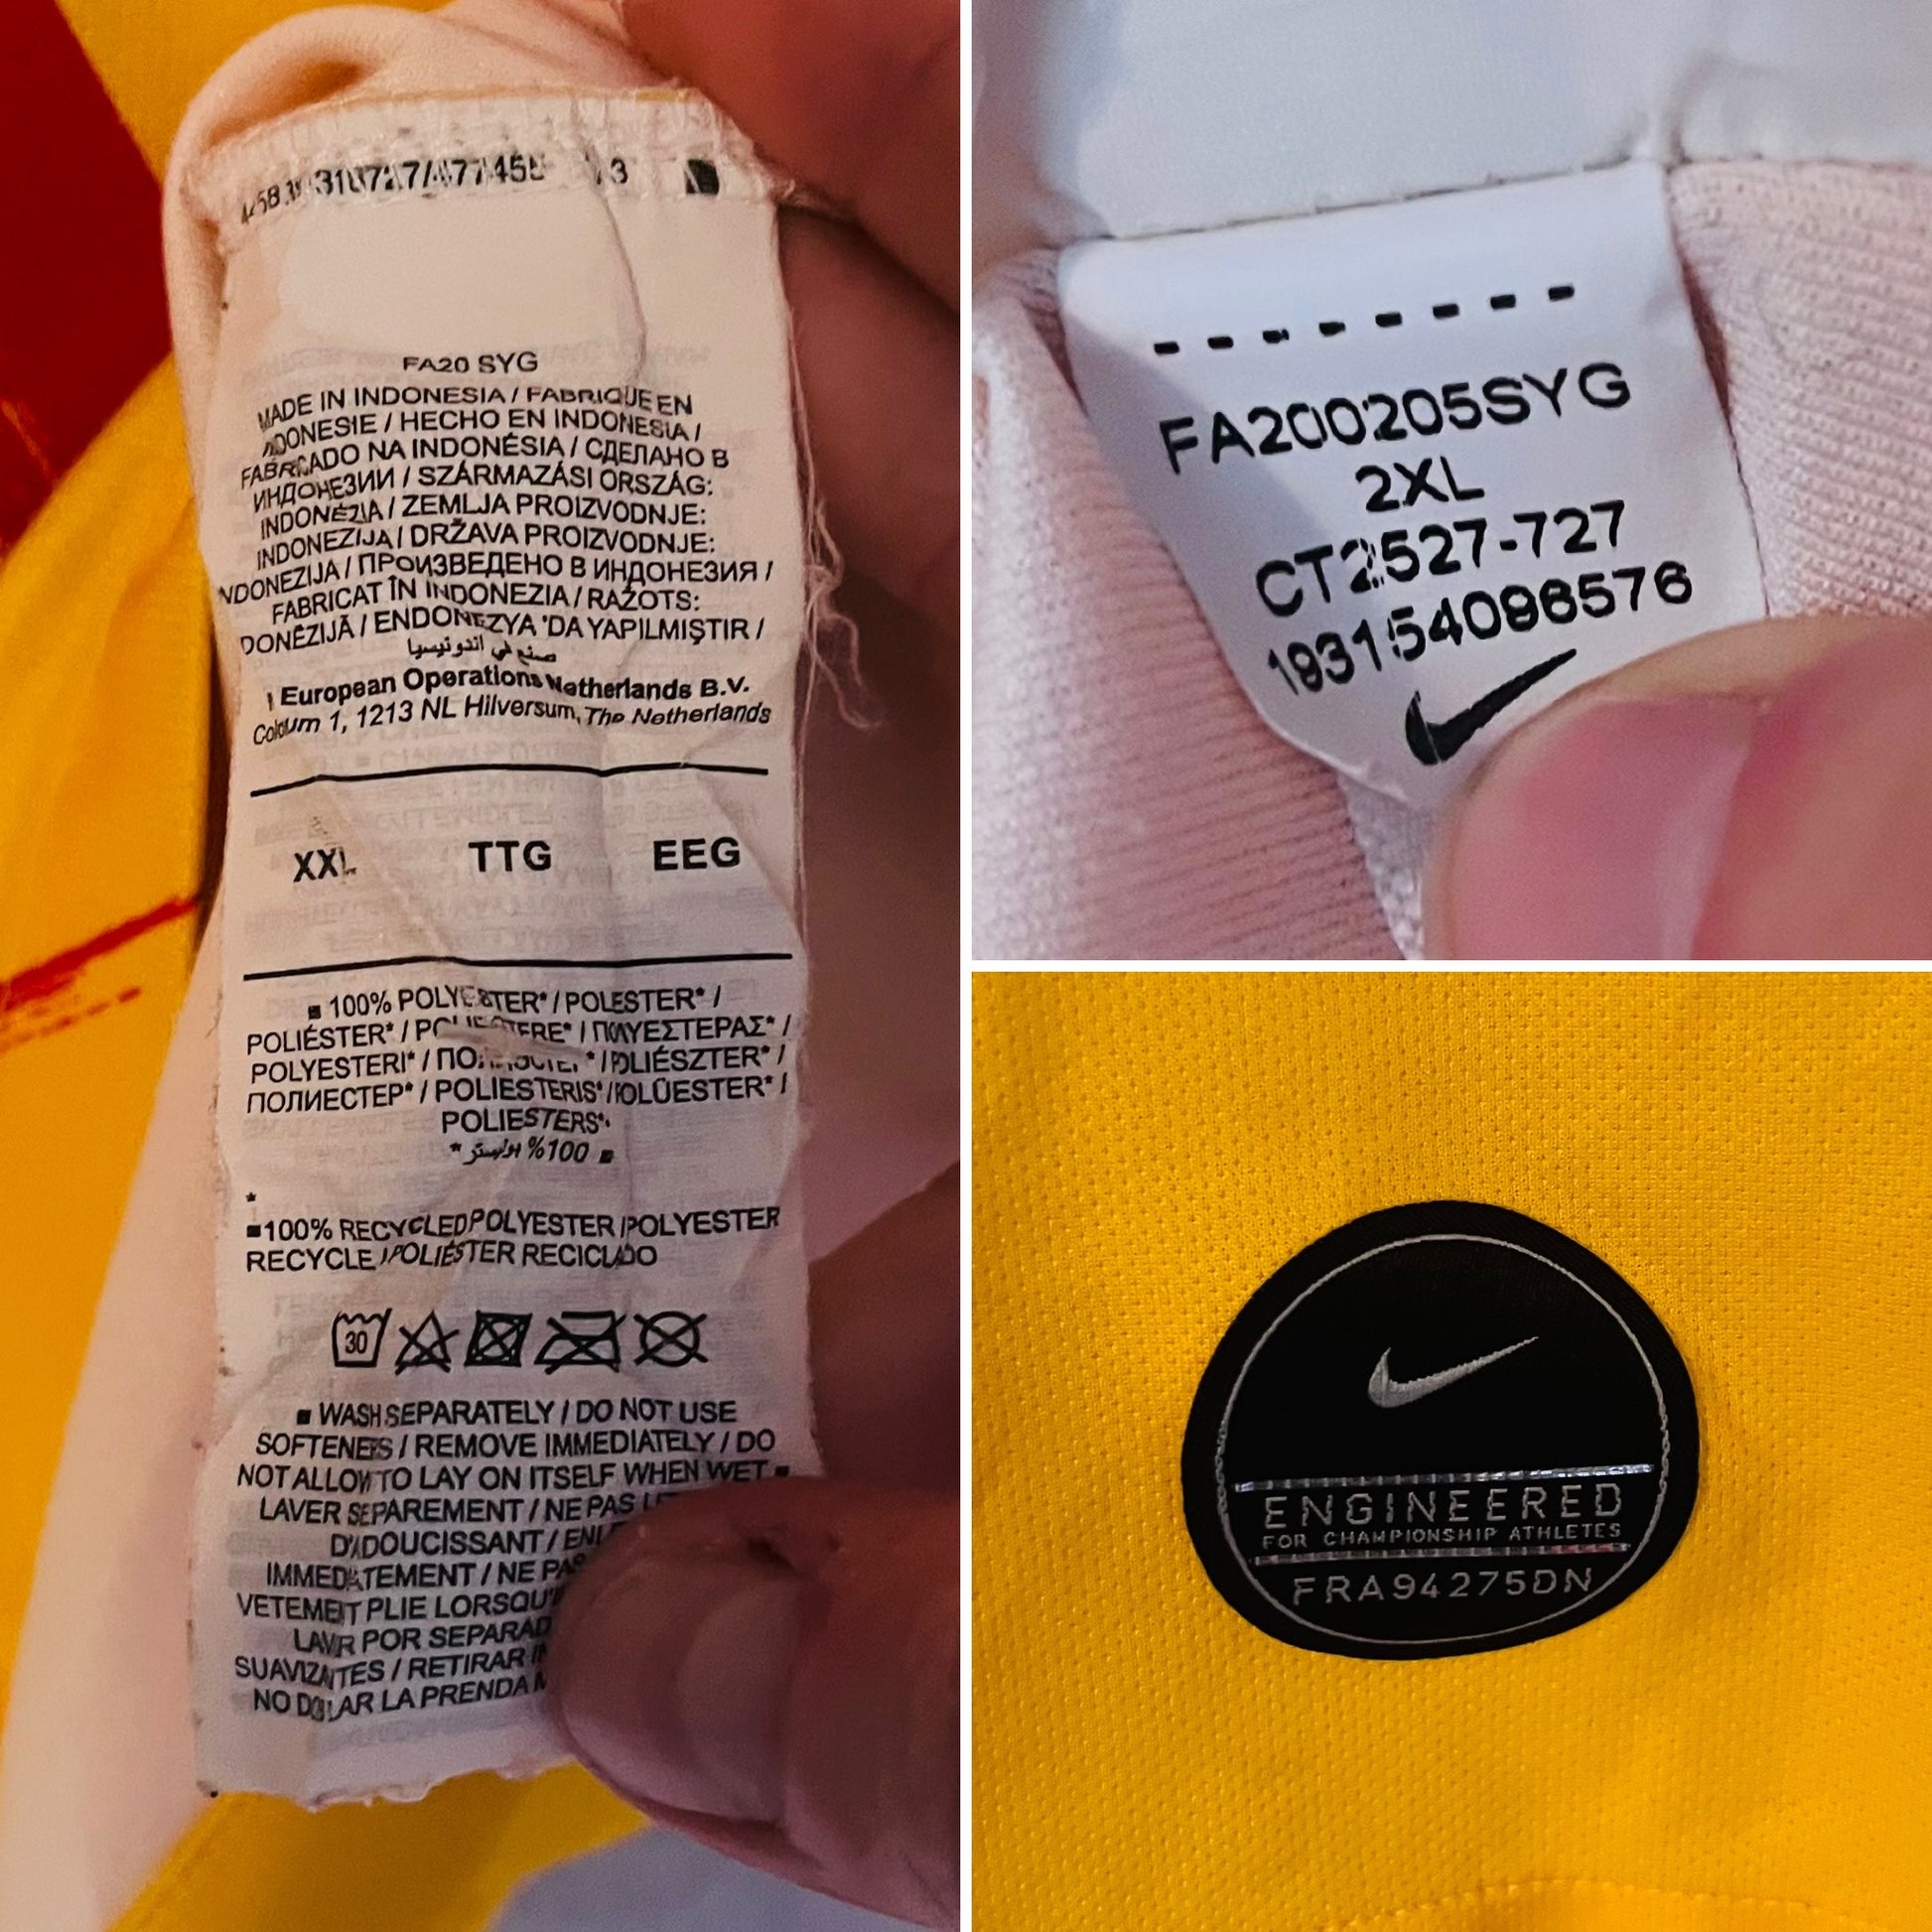 FA20 SYG
MADE IN INDONESIA / FABRIQUE EN
INDONESIE / HECHO EN INDONESIA /
FABRICADO NA INDONÉSIA / СДЕЛАНО В
ИНДОНЕЗИИ / SZÁRMAZÁSI ORSZÁG:
INDONÉZIA / ZEMLJA PROIZVODNJE:
INDONEZIJA / DRŽAVA PROIZVODNJE:
NDONEZIJA / ПРОИЗВЕДЕНО В ИНДОНЕЗИЯ /
FABRICAT ÎN INDONEZIA / RAŽOTS:
DONĒZIJĀ / ENDONEZYA 'DA YAPILMIŞTIR /
صنع في اندونيسيا
European Operations Netherlands B.V.
1, 1213 NL Hilversum, The Netherlands
XXL TTG EEG
100% POLYESTER* / POLESTER* /
POLIÉSTER* / / ΠΟΛΥΕΣΤΕΡΑΣ* /
POLYESTERI* / / POLIÉSZTER* /
ПОЛИЕСТЕР* / POLIESTERIS* / POLÜESTER* /
POLIESTERS*
* بوليستر %100
*
100% RECYCLED POLYESTER / POLYESTER
RECYCLE / POLIÉSTER RECICLADO
30
WASH SEPARATELY / DO NOT USE
SOFTENERS / REMOVE IMMEDIATELY / DO
NOT ALLOW TO LAY ON ITSELF WHEN WET
LAVER SEPAREMENT / NE PAS
D'ADOUCISSANT /
IMMEDIATEMENT / NE PAS
VETEMENT PLIE LORSQU'
LAVAR POR SEPARAD
SUAVIZANTES / RETIRAR
NO DOBLAR LA PRENDA
FA200205SYG
2XL
CT2527-727
193154096576
ENGINEERED
FOR CHAMPIONSHIP ATHLETES
FRA94275DN